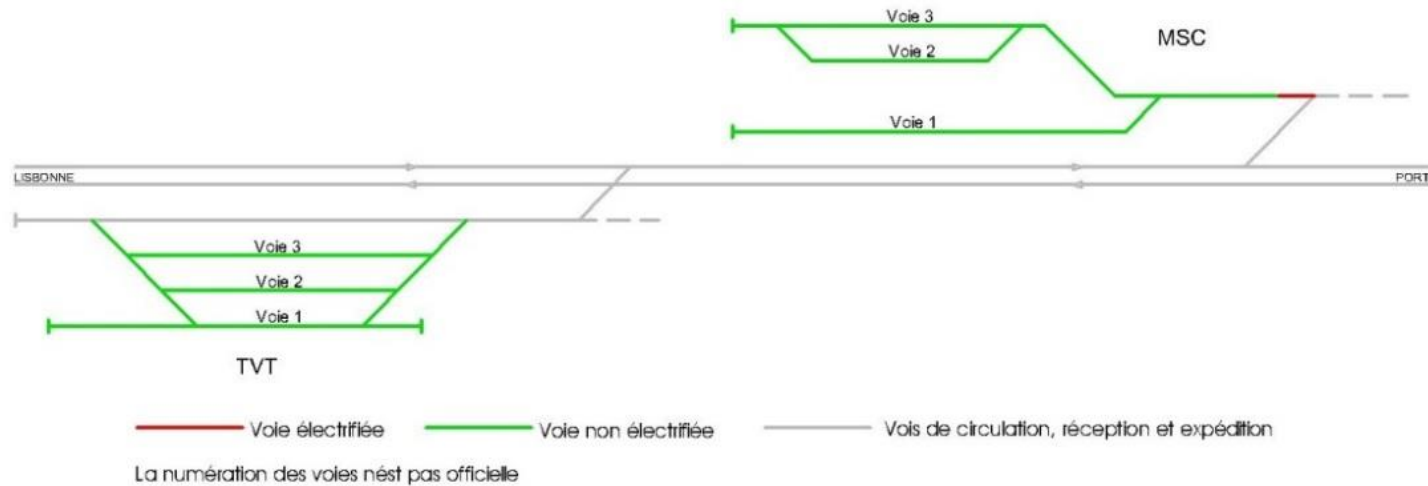 Voie 3
MSC
Voie 2
Voie 1
LISBONNE
PORT
Voie 3
Voie 2
Voie 1
TVT
Voie électrifiée
Voie non électrifiée
Vois de circulation, réception et expédition
La numération des voies nést pas officielle